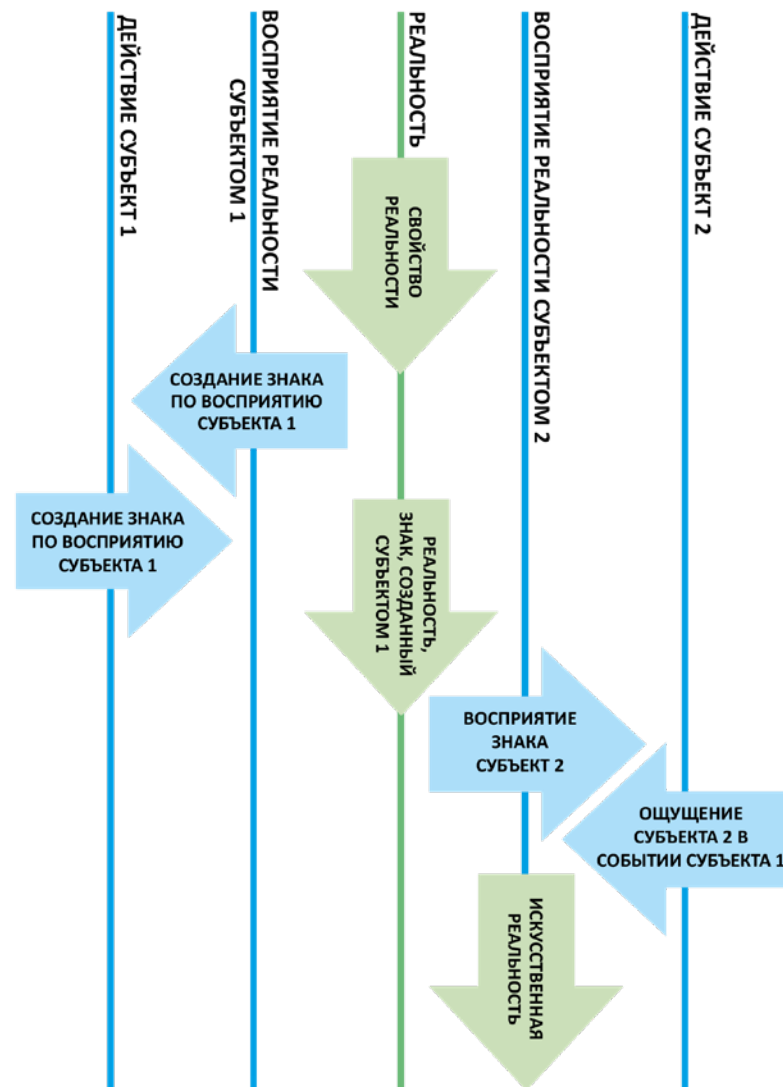 ДЕЙСТВИЕ СУБЪЕКТ 1
ВОСПРИЯТИЕ РЕАЛЬНОСТИ
СУБЪЕКТОМ 1
РЕАЛЬНОСТЬ
ВОСПРИЯТИЕ РЕАЛЬНОСТИ СУБЪЕКТОМ 2
ДЕЙСТВИЕ СУБЪЕКТ 2
СВОЙСТВО
РЕАЛЬНОСТИ
СОЗДАНИЕ ЗНАКА
ПО ВОСПРИЯТИЮ
СУБЪЕКТА 1
СОЗДАНИЕ ЗНАКА
ПО ВОСПРИЯТИЮ
СУБЪЕКТА 1
РЕАЛЬНОСТЬ,
ЗНАК, СОЗДАННЫЙ
СУБЪЕКТОМ 1
ВОСПРИЯТИЕ
ЗНАКА
СУБЪЕКТ 2
ОЩУЩЕНИЕ
СУБЪЕКТА 2 В
СОБЫТИИ СУБЪЕКТА 1
ИСКУССТВЕННАЯ
РЕАЛЬНОСТЬ